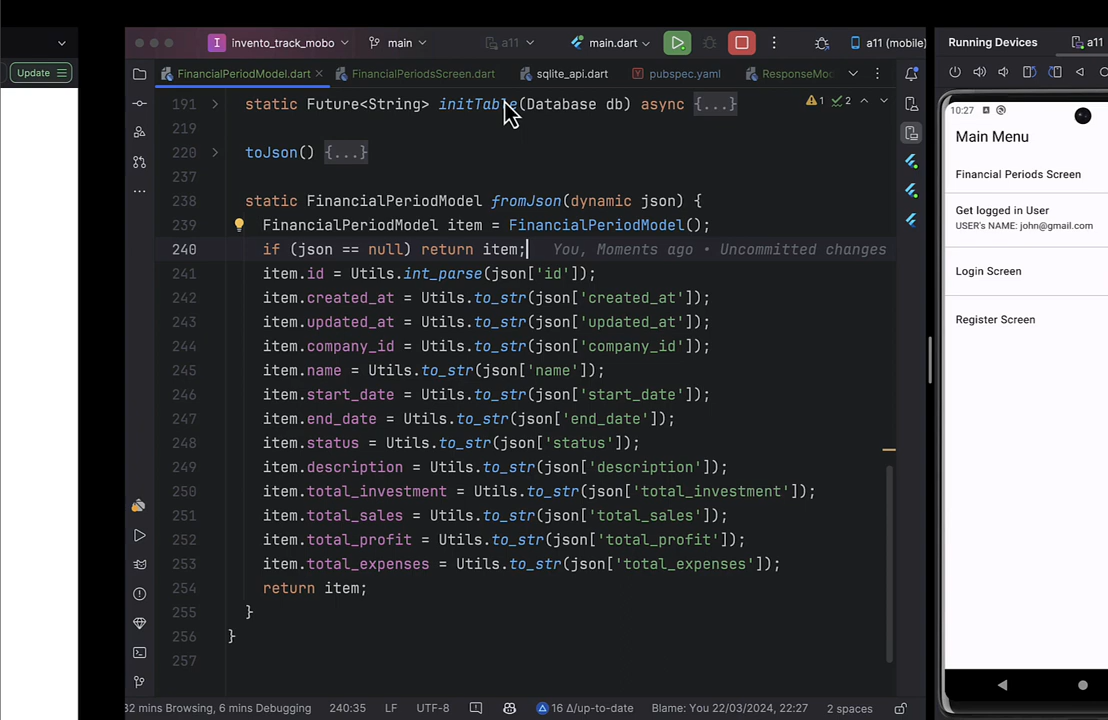 Update
I invento_track_mobo
main
a11
main.dart
a11 (mobile)
Running Devices
a11
FinancialPeriodModel.dart
FinancialPeriodsScreen.dart
sqlite_api.dart
pubspec.yaml
ResponseMod
191 static Future<String> initTable(Database db) async {...}
1 2
219
220 toJson() {...}
237
238 static FinancialPeriodModel fromJson(dynamic json) {
239 FinancialPeriodModel item = FinancialPeriodModel();
240 if (json == null) return item; You, Moments ago • Uncommitted changes
241 item.id = Utils.int_parse(json['id']);
242 item.created_at = Utils.to_str(json['created_at']);
243 item.updated_at = Utils.to_str(json['updated_at']);
244 item.company_id = Utils.to_str(json['company_id']);
245 item.name = Utils.to_str(json['name']);
246 item.start_date = Utils.to_str(json['start_date']);
247 item.end_date = Utils.to_str(json['end_date']);
248 item.status = Utils.to_str(json['status']);
249 item.description = Utils.to_str(json['description']);
250 item.total_investment = Utils.to_str(json['total_investment']);
251 item.total_sales = Utils.to_str(json['total_sales']);
252 item.total_profit = Utils.to_str(json['total_profit']);
253 item.total_expenses = Utils.to_str(json['total_expenses']);
254 return item;
255 }
256 }
257
32 mins Browsing, 6 mins Debugging
240:35
LF
UTF-8
16 Δ/up-to-date
Blame: You 22/03/2024, 22:27
2 spaces
10:27
Main Menu
Financial Periods Screen
Get logged in User
USER's NAME: john@gmail.com
Login Screen
Register Screen